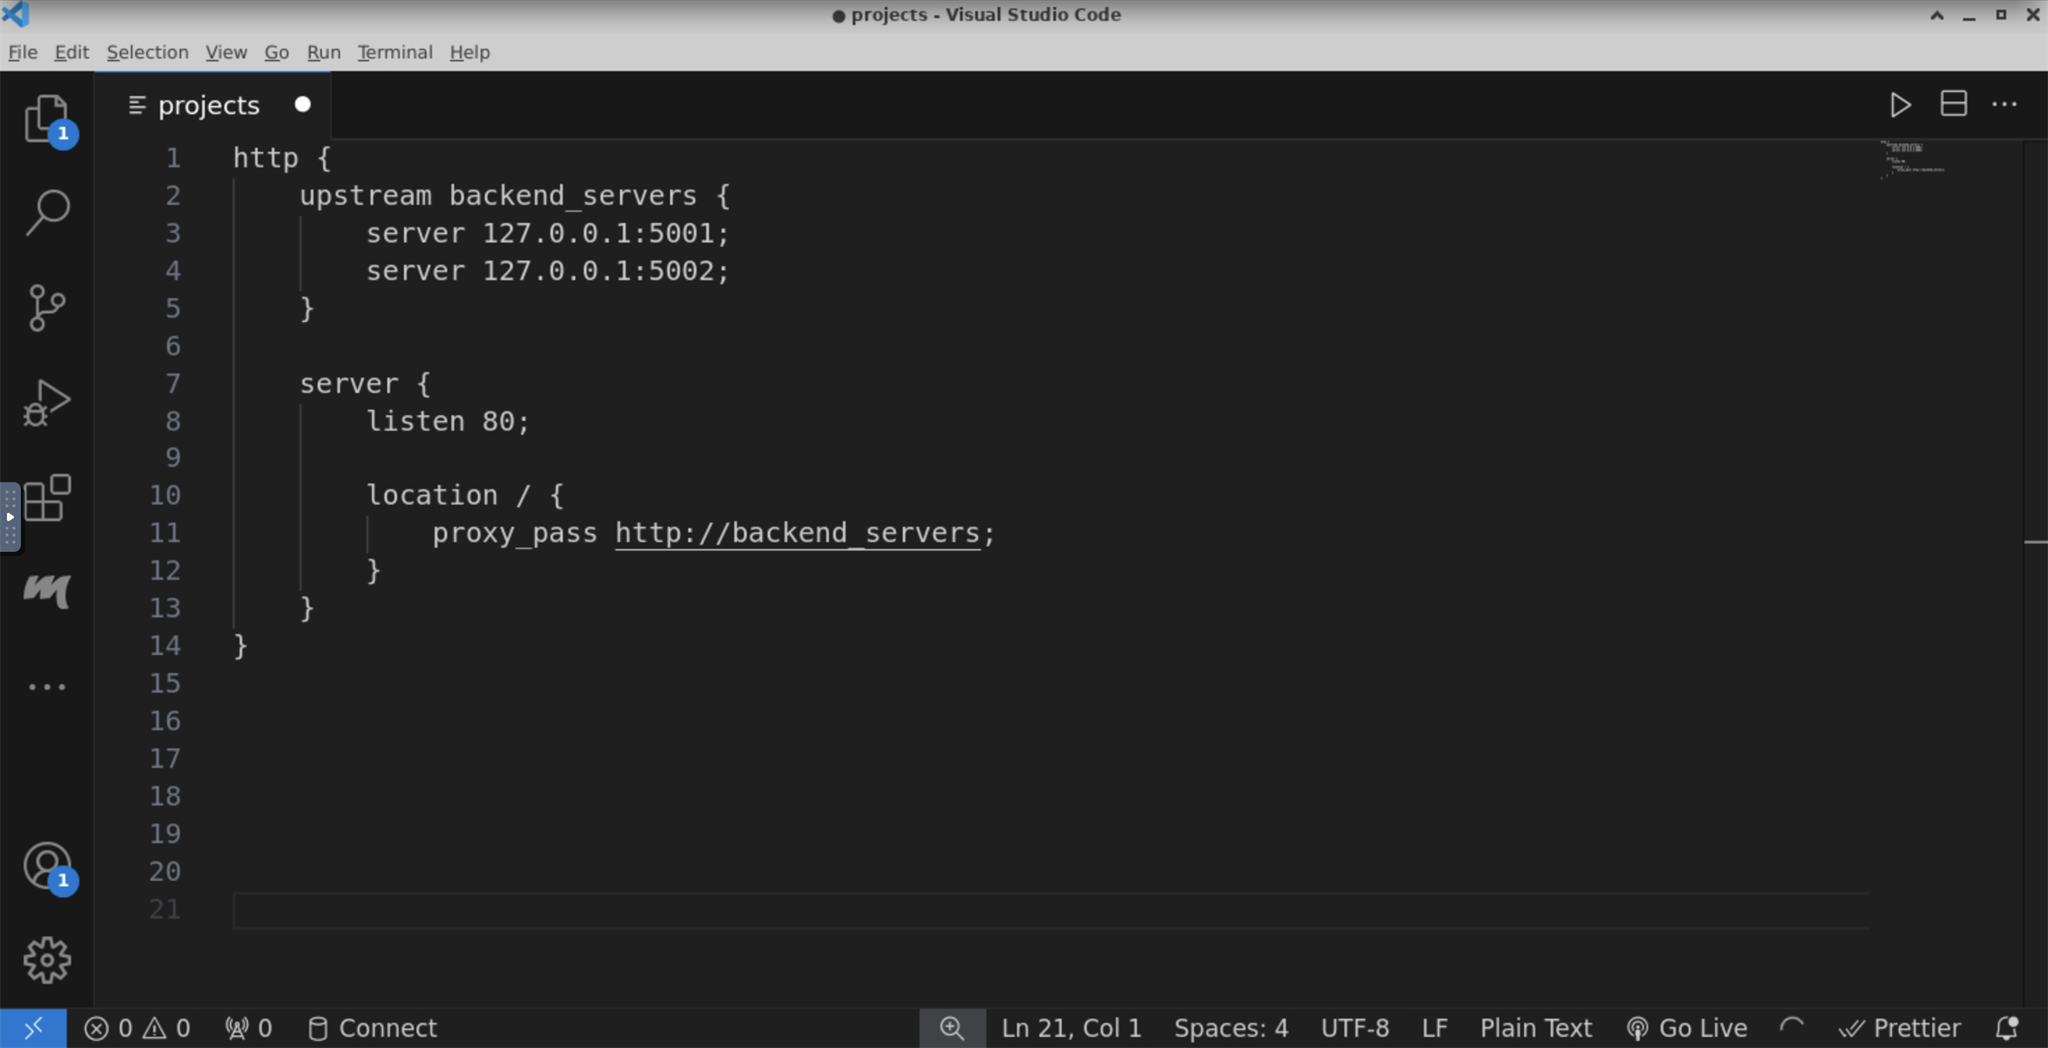 ● projects - Visual Studio Code
File Edit Selection View Go Run Terminal Help
projects
1
1 http {
2     upstream backend_servers {
3         server 127.0.0.1:5001;
4         server 127.0.0.1:5002;
5     }
6
7     server {
8         listen 80;
9
10         location / {
11             proxy_pass http://backend_servers;
12         }
13     }
14 }
15
16
17
18
19
20
1
21
0 0 0 Connect Ln 21, Col 1 Spaces: 4 UTF-8 LF Plain Text Go Live Prettier